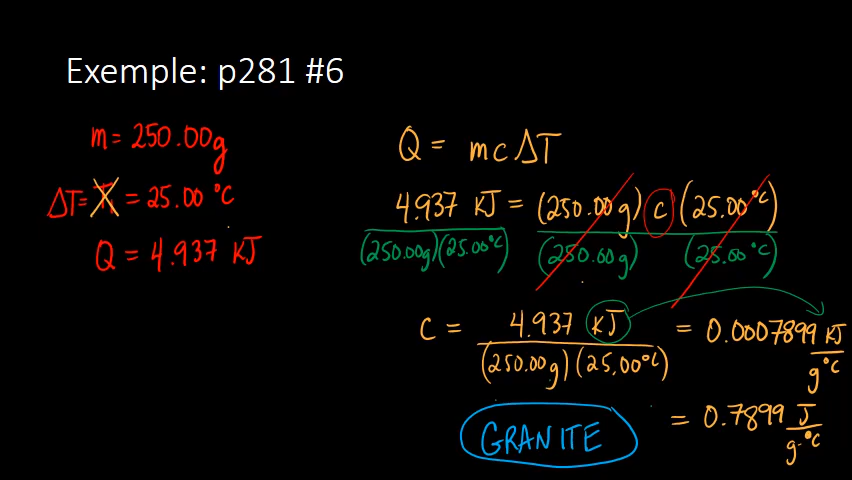 Exemple: p281 #6
m = 250.00g
ΔT = T₁ = 25.00 °C
Q = 4.937 KJ
Q = mcΔT
4.937 KJ = (250.00g) c (25.00°C)
(250.00g)(25.00°C) (250.00g) (25.00°C)
C = 4.937 KJ = 0.0007899 KJ
(250.00g)(25.00°C) g°C
= 0.7899 J
g·°C
GRANITE